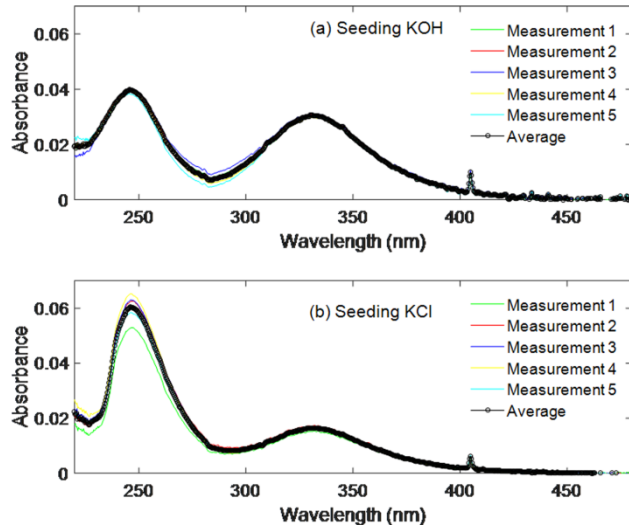 0.06
0.04
0.02
0
Absorbance
(a) Seeding KOH
Measurement 1
Measurement 2
Measurement 3
Measurement 4
Measurement 5
Average
250 300 350 400 450
Wavelength (nm)
0.06
0.04
0.02
0
Absorbance
(b) Seeding KCl
Measurement 1
Measurement 2
Measurement 3
Measurement 4
Measurement 5
Average
250 300 350 400 450
Wavelength (nm)